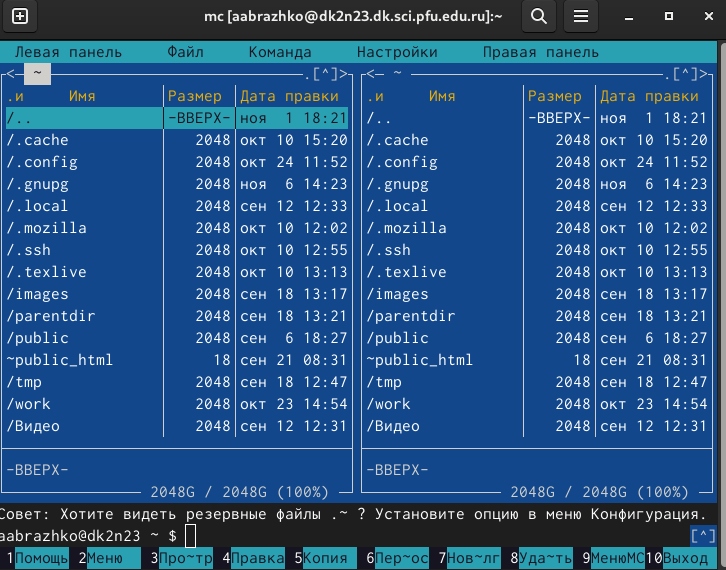 mc [aabrazhko@dk2n23.dk.sci.pfu.edu.ru]:~
Левая панель Файл Команда Настройки Правая панель
<─ ~ .[^]> <─ ~ .[^]>
.и Имя Размер Дата правки .и Имя Размер Дата правки
/.. -ВВЕРХ- ноя 1 18:21 /.. -ВВЕРХ- ноя 1 18:21
/.cache 2048 окт 10 15:20 /.cache 2048 окт 10 15:20
/.config 2048 окт 24 11:52 /.config 2048 окт 24 11:52
/.gnupg 2048 ноя 6 14:23 /.gnupg 2048 ноя 6 14:23
/.local 2048 сен 12 12:33 /.local 2048 сен 12 12:33
/.mozilla 2048 окт 10 12:02 /.mozilla 2048 окт 10 12:02
/.ssh 2048 окт 10 12:55 /.ssh 2048 окт 10 12:55
/.texlive 2048 окт 10 13:13 /.texlive 2048 окт 10 13:13
/images 2048 сен 18 13:17 /images 2048 сен 18 13:17
/parentdir 2048 сен 18 13:21 /parentdir 2048 сен 18 13:21
/public 2048 сен 6 18:27 /public 2048 сен 6 18:27
~public_html 18 сен 21 08:31 ~public_html 18 сен 21 08:31
/tmp 2048 сен 18 12:47 /tmp 2048 сен 18 12:47
/work 2048 окт 23 14:54 /work 2048 окт 23 14:54
/Видео 2048 сен 12 12:31 /Видео 2048 сен 12 12:31
-ВВЕРХ- -ВВЕРХ-
2048G / 2048G (100%) 2048G / 2048G (100%)
Совет: Хотите видеть резервные файлы .~ ? Установите опцию в меню Конфигурация.
aabrazhko@dk2n23 ~ $ [^]
1Помощь 2Меню 3Про~тр 4Правка 5Копия 6Пер~ос 7Нов~лг 8Уда~ть 9МенюMC 10Выход